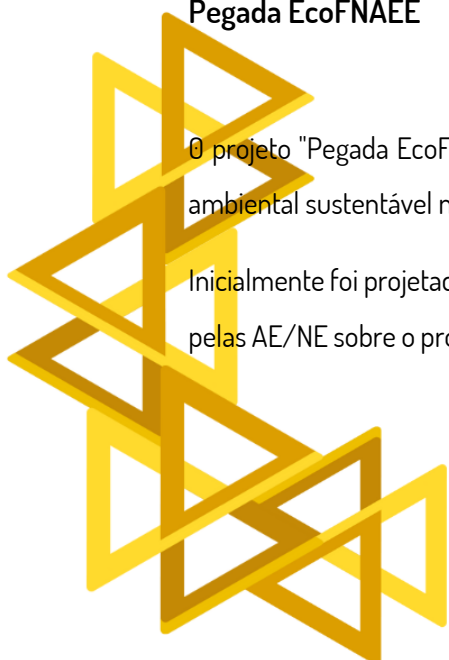 Pegada EcoFNAEE
O projeto "Pegada EcoF
ambiental sustentável n
Inicialmente foi projetad
pelas AE/NE sobre o pro